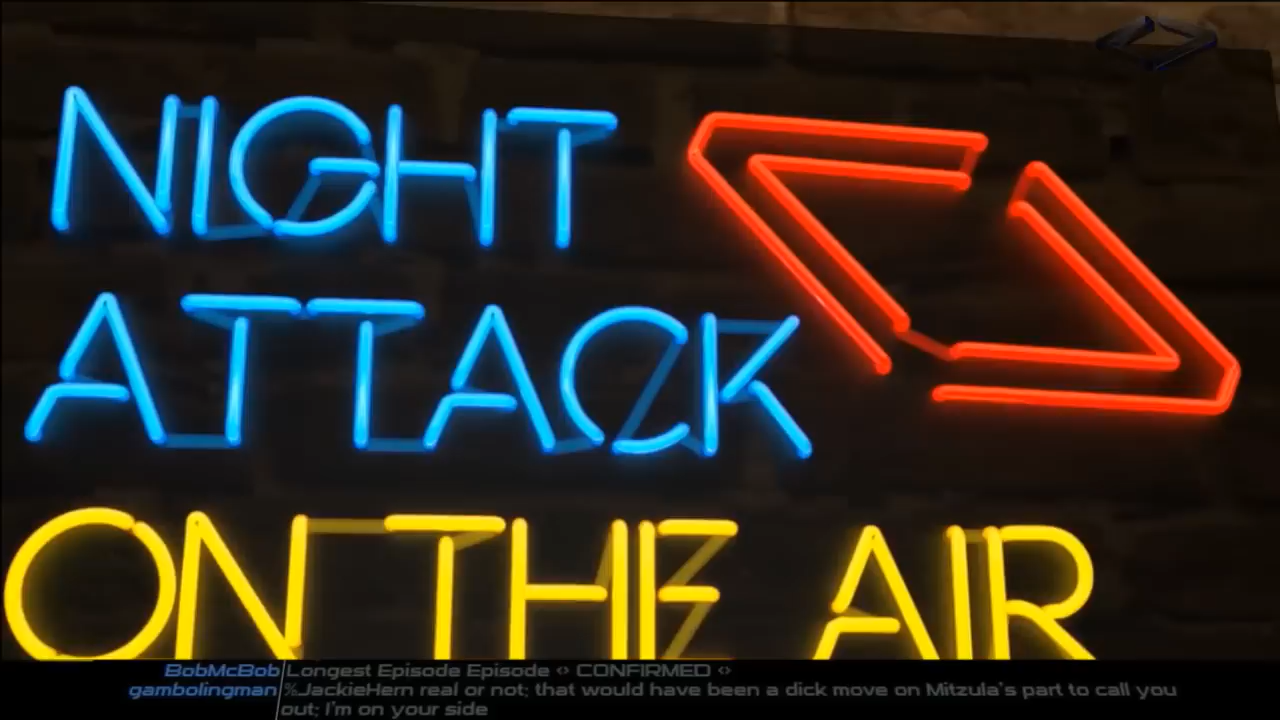 NIGHT
ATTACK
ON THE AIR
BobMcBob Longest Episode Episode <> CONFIRMED <>
gambolingman %JackieHern real or not; that would have been a dick move on Mitzula's part to call you
out; I'm on your side